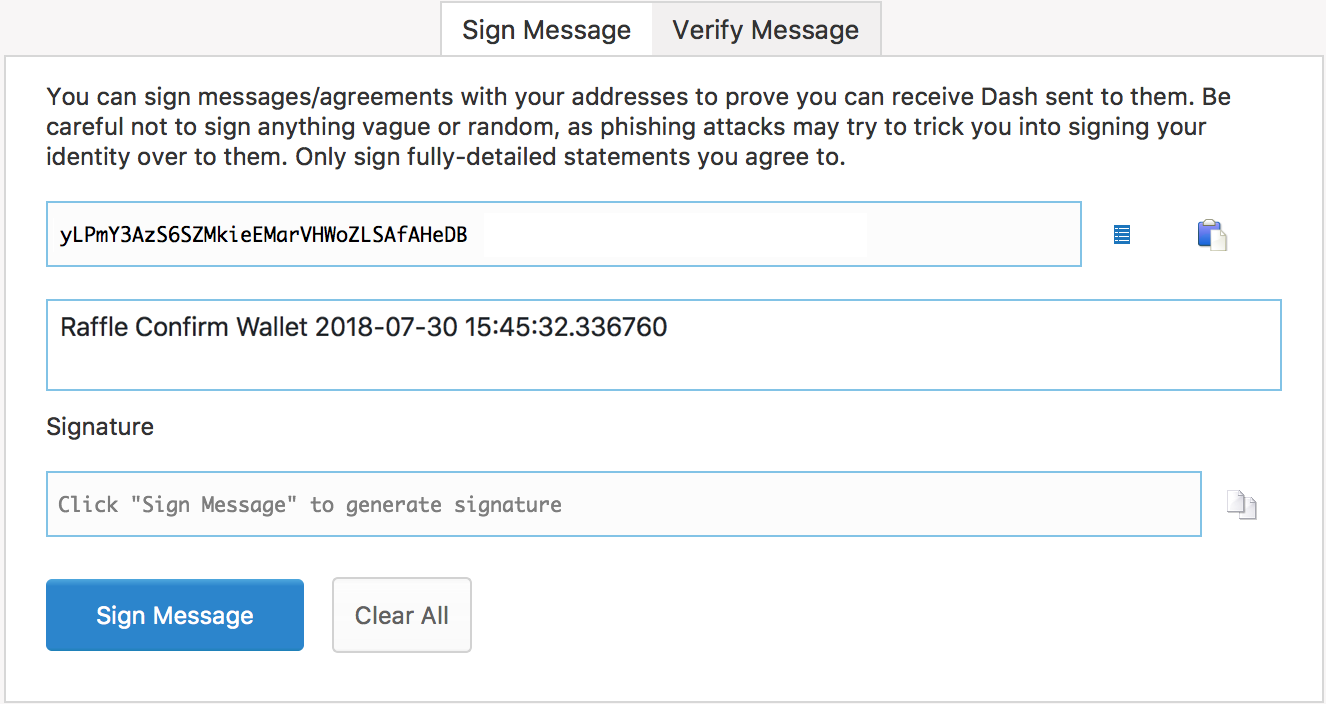 Sign Message
Verify Message
You can sign messages/agreements with your addresses to prove you can receive Dash sent to them. Be
careful not to sign anything vague or random, as phishing attacks may try to trick you into signing your
identity over to them. Only sign fully-detailed statements you agree to.
yLPmY3AzS6SZMkieEMarVHWoZLSAfAHeDB
Raffle Confirm Wallet 2018-07-30 15:45:32.336760
Signature
Click "Sign Message" to generate signature
Sign Message
Clear All